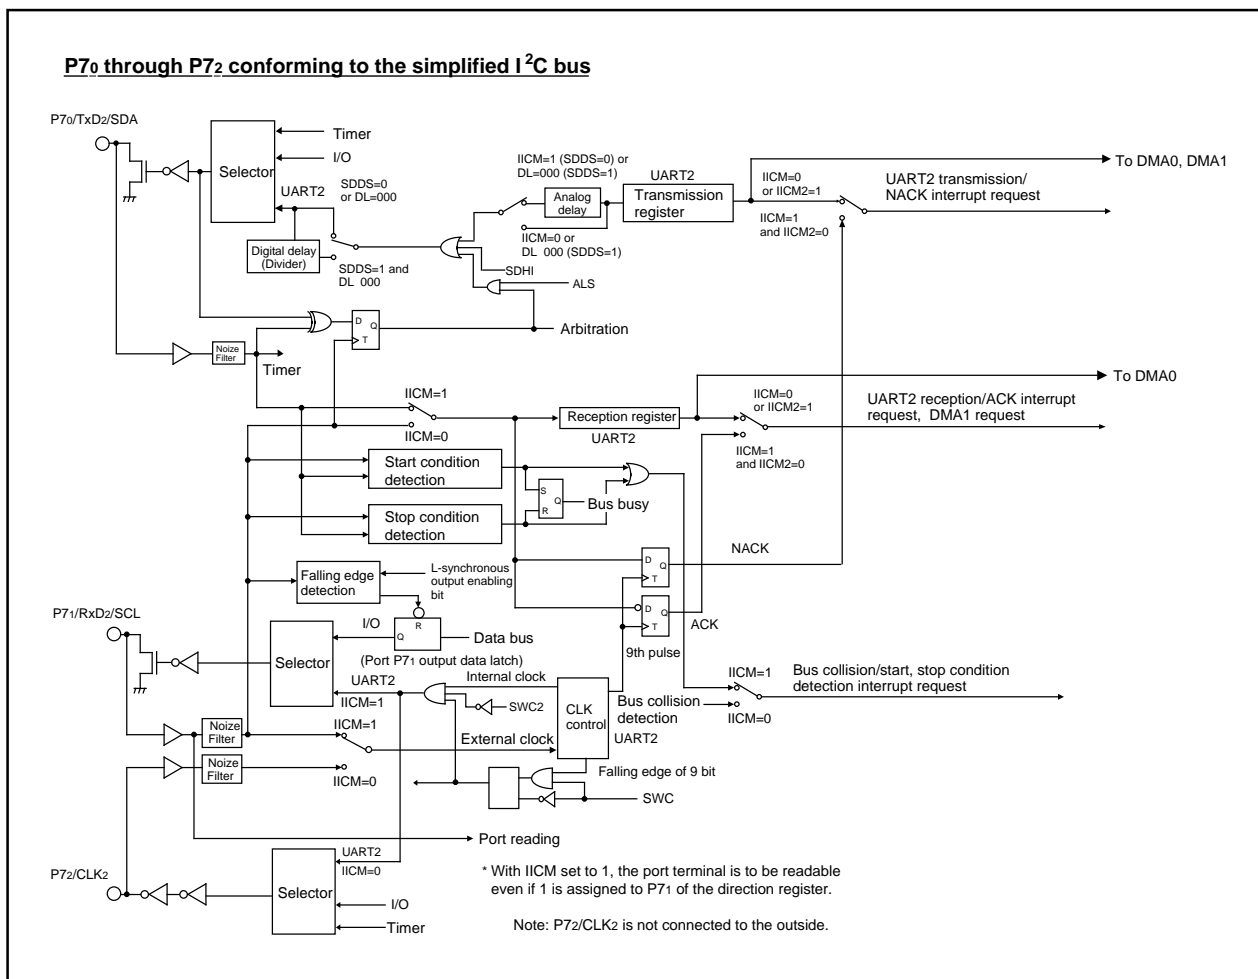 P70 through P72 conforming to the simplified I2C bus
P70/TxD2/SDA
Selector
Timer
I/O
UART2
SDDS=0
or DL=000
Digital delay
(Divider)
SDDS=1 and
DL 000
IICM=1 (SDDS=0) or
DL=000 (SDDS=1)
Analog
delay
IICM=0 or
DL 000 (SDDS=1)
SDHI
ALS
UART2
Transmission
register
IICM=0
or IICM2=1
IICM=1
and IICM2=0
To DMA0, DMA1
UART2 transmission/
NACK interrupt
request
D
Q
T
Arbitration
Noize
Filter
Timer
IICM=1
IICM=0
Reception register
UART2
To DMA0
IICM=0
or IICM2=1
IICM=1
and IICM2=0
UART2 reception/ACK interrupt
request, DMA1 request
Start condition
detection
Stop condition
detection
S
Q
R
Bus busy
NACK
D
Q
T
D
Q
T
ACK
9th pulse
Falling edge
detection
L-synchronous
output enabling
bit
P71/RxD2/SCL
Selector
I/O
R
Q
Data bus
(Port P71 output data latch)
UART2
IICM=1
Internal clock
SWC2
CLK
control
UART2
Bus collision
detection
IICM=1
IICM=0
Bus collision/start, stop condition
detection interrupt request
Noize
Filter
IICM=1
External clock
Noize
Filter
IICM=0
Falling edge of 9 bit
SWC
Port reading
P72/CLK2
Selector
UART2
IICM=0
I/O
Timer
* With IICM set to 1, the port terminal is to be readable
even if 1 is assigned to P71 of the direction register.
Note: P72/CLK2 is not connected to the outside.